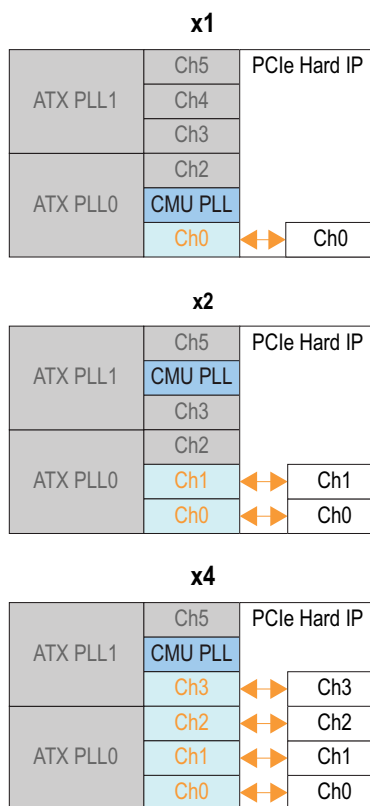 x1
Ch5 PCIe Hard IP
ATX PLL1 Ch4
Ch3
Ch2
ATX PLL0 CMU PLL
Ch0 Ch0
x2
Ch5 PCIe Hard IP
ATX PLL1 CMU PLL
Ch3
Ch2
ATX PLL0 Ch1 Ch1
Ch0 Ch0
x4
Ch5 PCIe Hard IP
ATX PLL1 CMU PLL
Ch3 Ch3
Ch2 Ch2
ATX PLL0 Ch1 Ch1
Ch0 Ch0